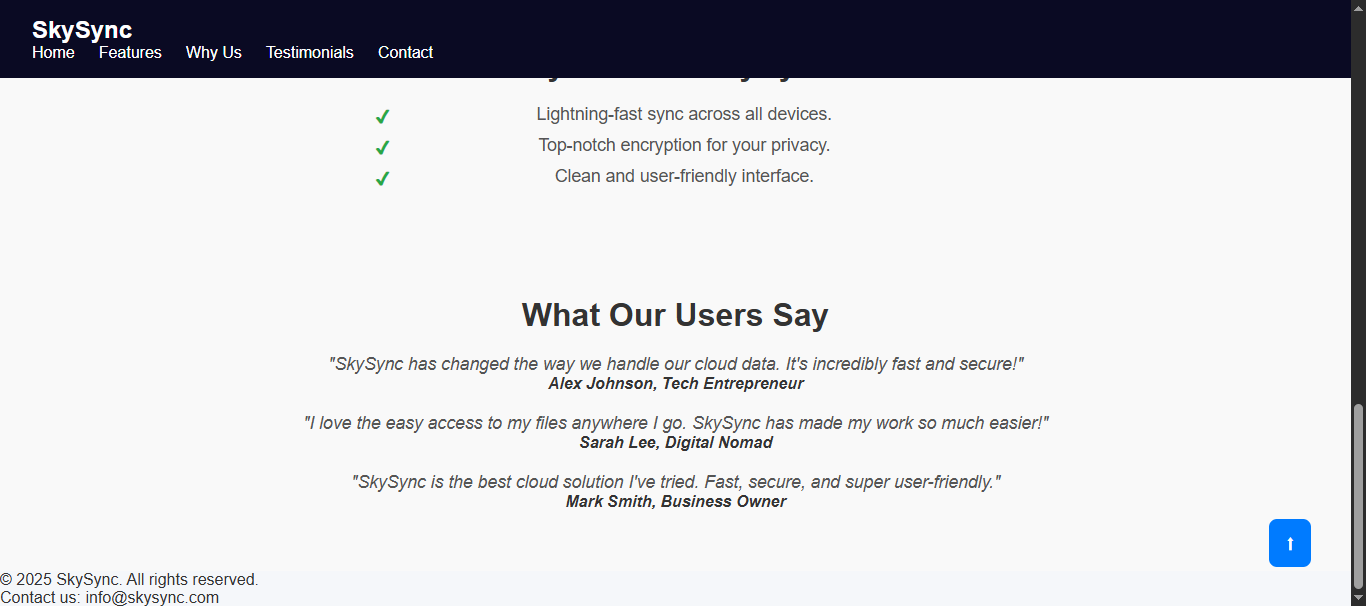 SkySync
Home Features Why Us Testimonials Contact
Lightning-fast sync across all devices.
Top-notch encryption for your privacy.
Clean and user-friendly interface.
What Our Users Say
"SkySync has changed the way we handle our cloud data. It's incredibly fast and secure!"
Alex Johnson, Tech Entrepreneur
"I love the easy access to my files anywhere I go. SkySync has made my work so much easier!"
Sarah Lee, Digital Nomad
"SkySync is the best cloud solution I've tried. Fast, secure, and super user-friendly."
Mark Smith, Business Owner
© 2025 SkySync. All rights reserved.
Contact us: info@skysync.com